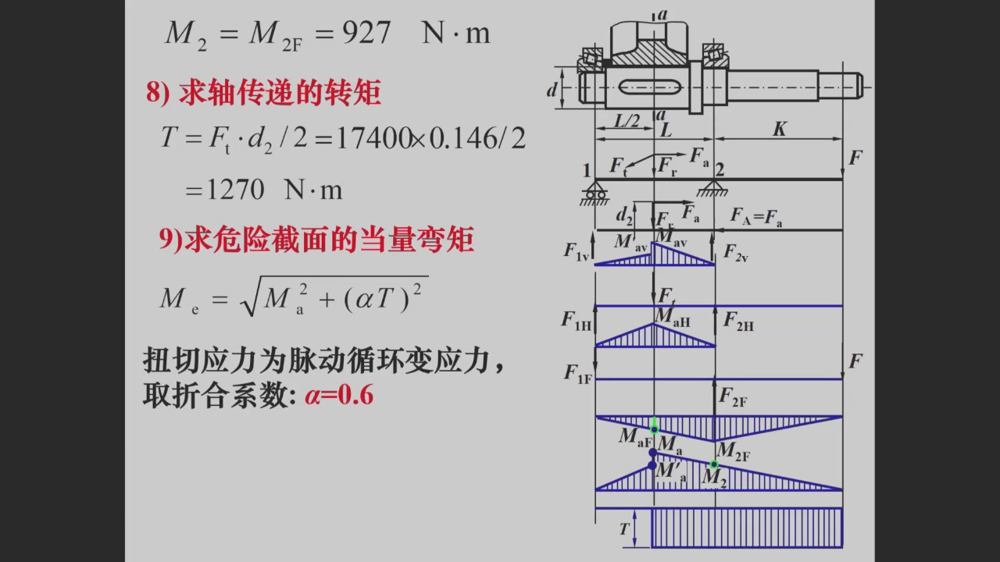 M₂ = M₂F = 927 N·m
8) 求轴传递的转矩
T = Fₜ·d₂/2=17400×0.146/2
=1270 N·m
9)求危险截面的当量弯矩
Mₑ = √(Mₐ² + (αT)²)
扭切应力为脉动循环变应力，
取折合系数: α=0.6
a
d
a
L/2
L
K
1
Fₜ
Fᵣ
Fₐ
2
F
d₂
Fᵣ
Fₐ
F_A=Fₐ
F₁ᵥ
M'ₐᵥ
Mₐᵥ
F₂ᵥ
Fₜ
F₁H
MₐH
F₂H
F₁F
F
F₂F
MₐF
Mₐ
M₂F
M'ₐ
M₂
T